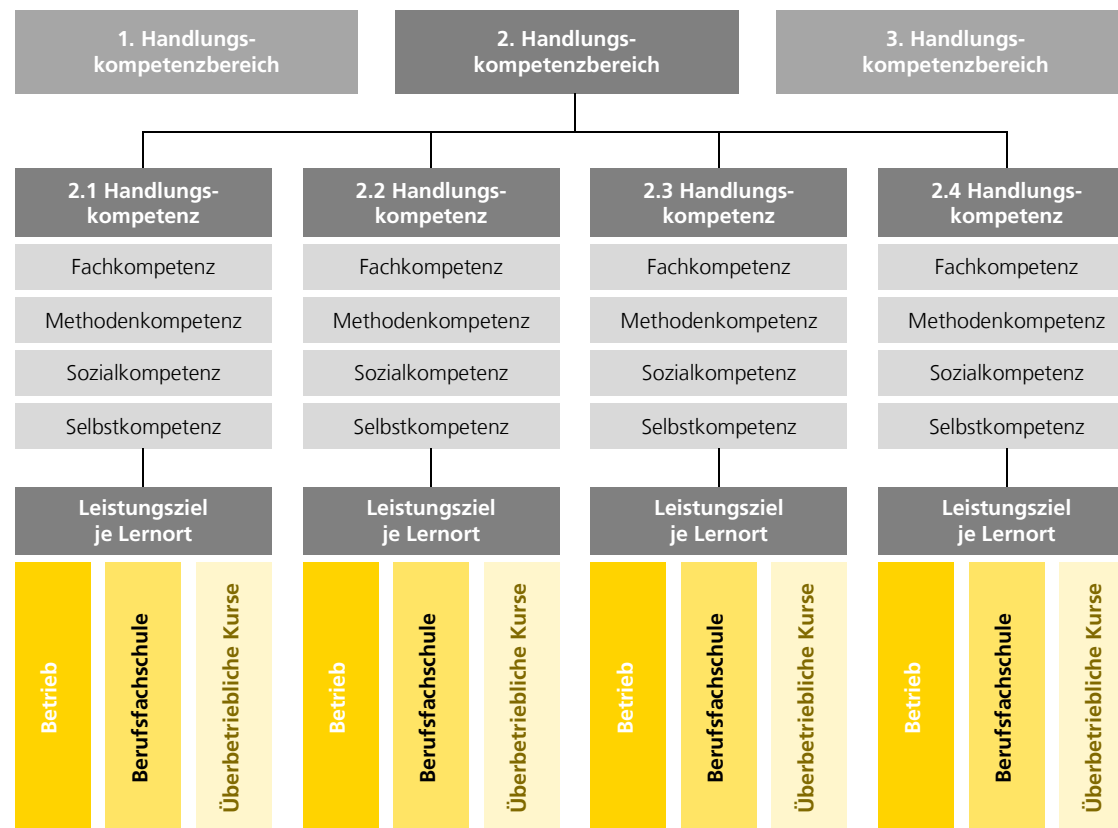 1. Handlungs-
kompetenzbereich
2. Handlungs-
kompetenzbereich
3. Handlungs-
kompetenzbereich
2.1 Handlungs-
kompetenz
2.2 Handlungs-
kompetenz
2.3 Handlungs-
kompetenz
2.4 Handlungs-
kompetenz
Fachkompetenz
Fachkompetenz
Fachkompetenz
Fachkompetenz
Methodenkompetenz
Methodenkompetenz
Methodenkompetenz
Methodenkompetenz
Sozialkompetenz
Sozialkompetenz
Sozialkompetenz
Sozialkompetenz
Selbstkompetenz
Selbstkompetenz
Selbstkompetenz
Selbstkompetenz
Leistungsziel
je Lernort
Leistungsziel
je Lernort
Leistungsziel
je Lernort
Leistungsziel
je Lernort
Betrieb
Berufsfachschule
Überbetriebliche Kurse
Betrieb
Berufsfachschule
Überbetriebliche Kurse
Betrieb
Berufsfachschule
Überbetriebliche Kurse
Betrieb
Berufsfachschule
Überbetriebliche Kurse